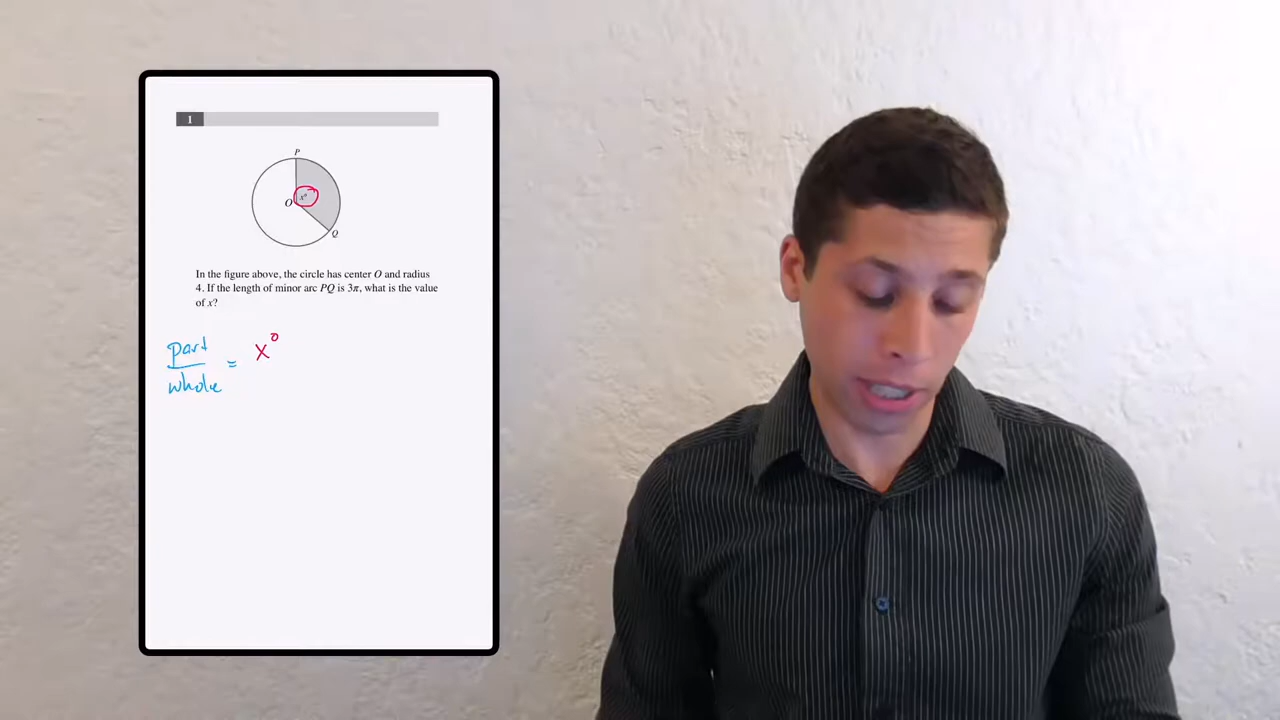 1
P
x°
O
Q
In the figure above, the circle has center O and radius
4. If the length of minor arc PQ is 3π, what is the value
of x?
part
whole
= x°